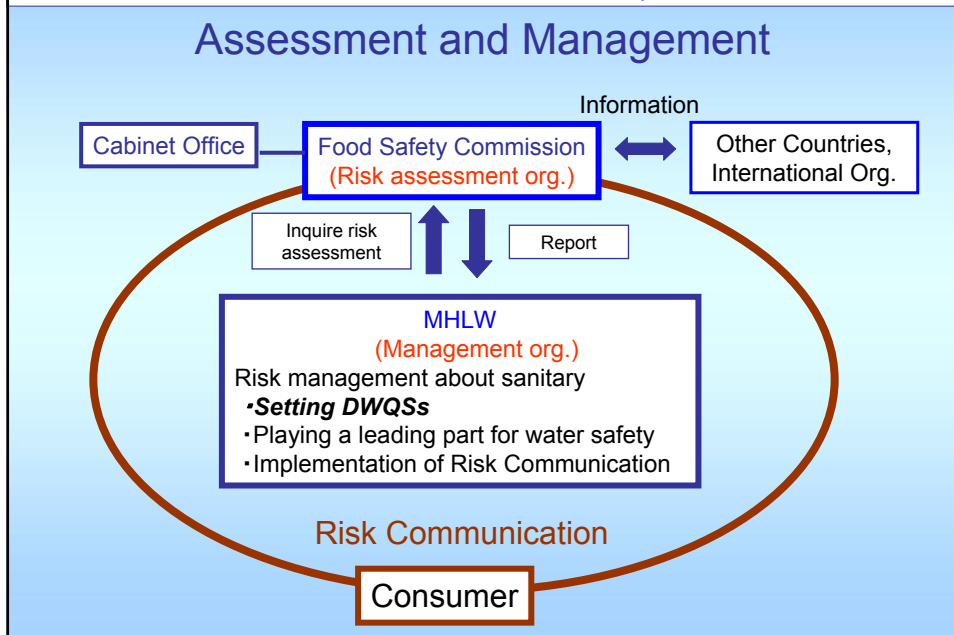 Assessment and Management
Information
Cabinet Office
Food Safety Commission
(Risk assessment org.)
Other Countries,
International Org.
Inquire risk
assessment
Report
MHLW
(Management org.)
Risk management about sanitary
・Setting DWQSs
・Playing a leading part for water safety
・Implementation of Risk Communication
Risk Communication
Consumer